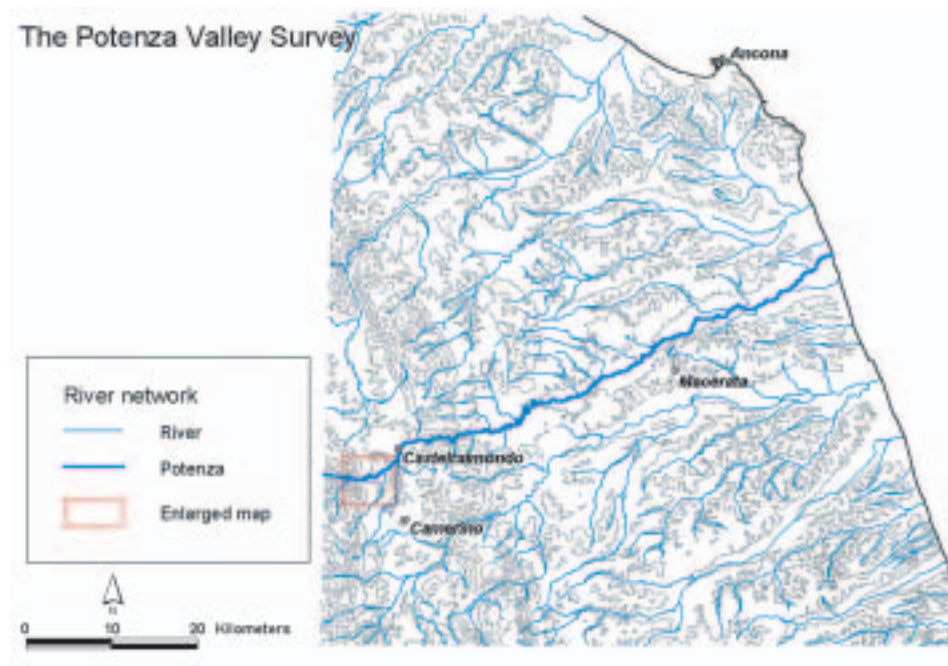 The Potenza Valley Survey
Ancona
Macerata
Castelraimondo
Camerino
River network
River
Potenza
Enlarged map
N
0 10 20 Kilometers